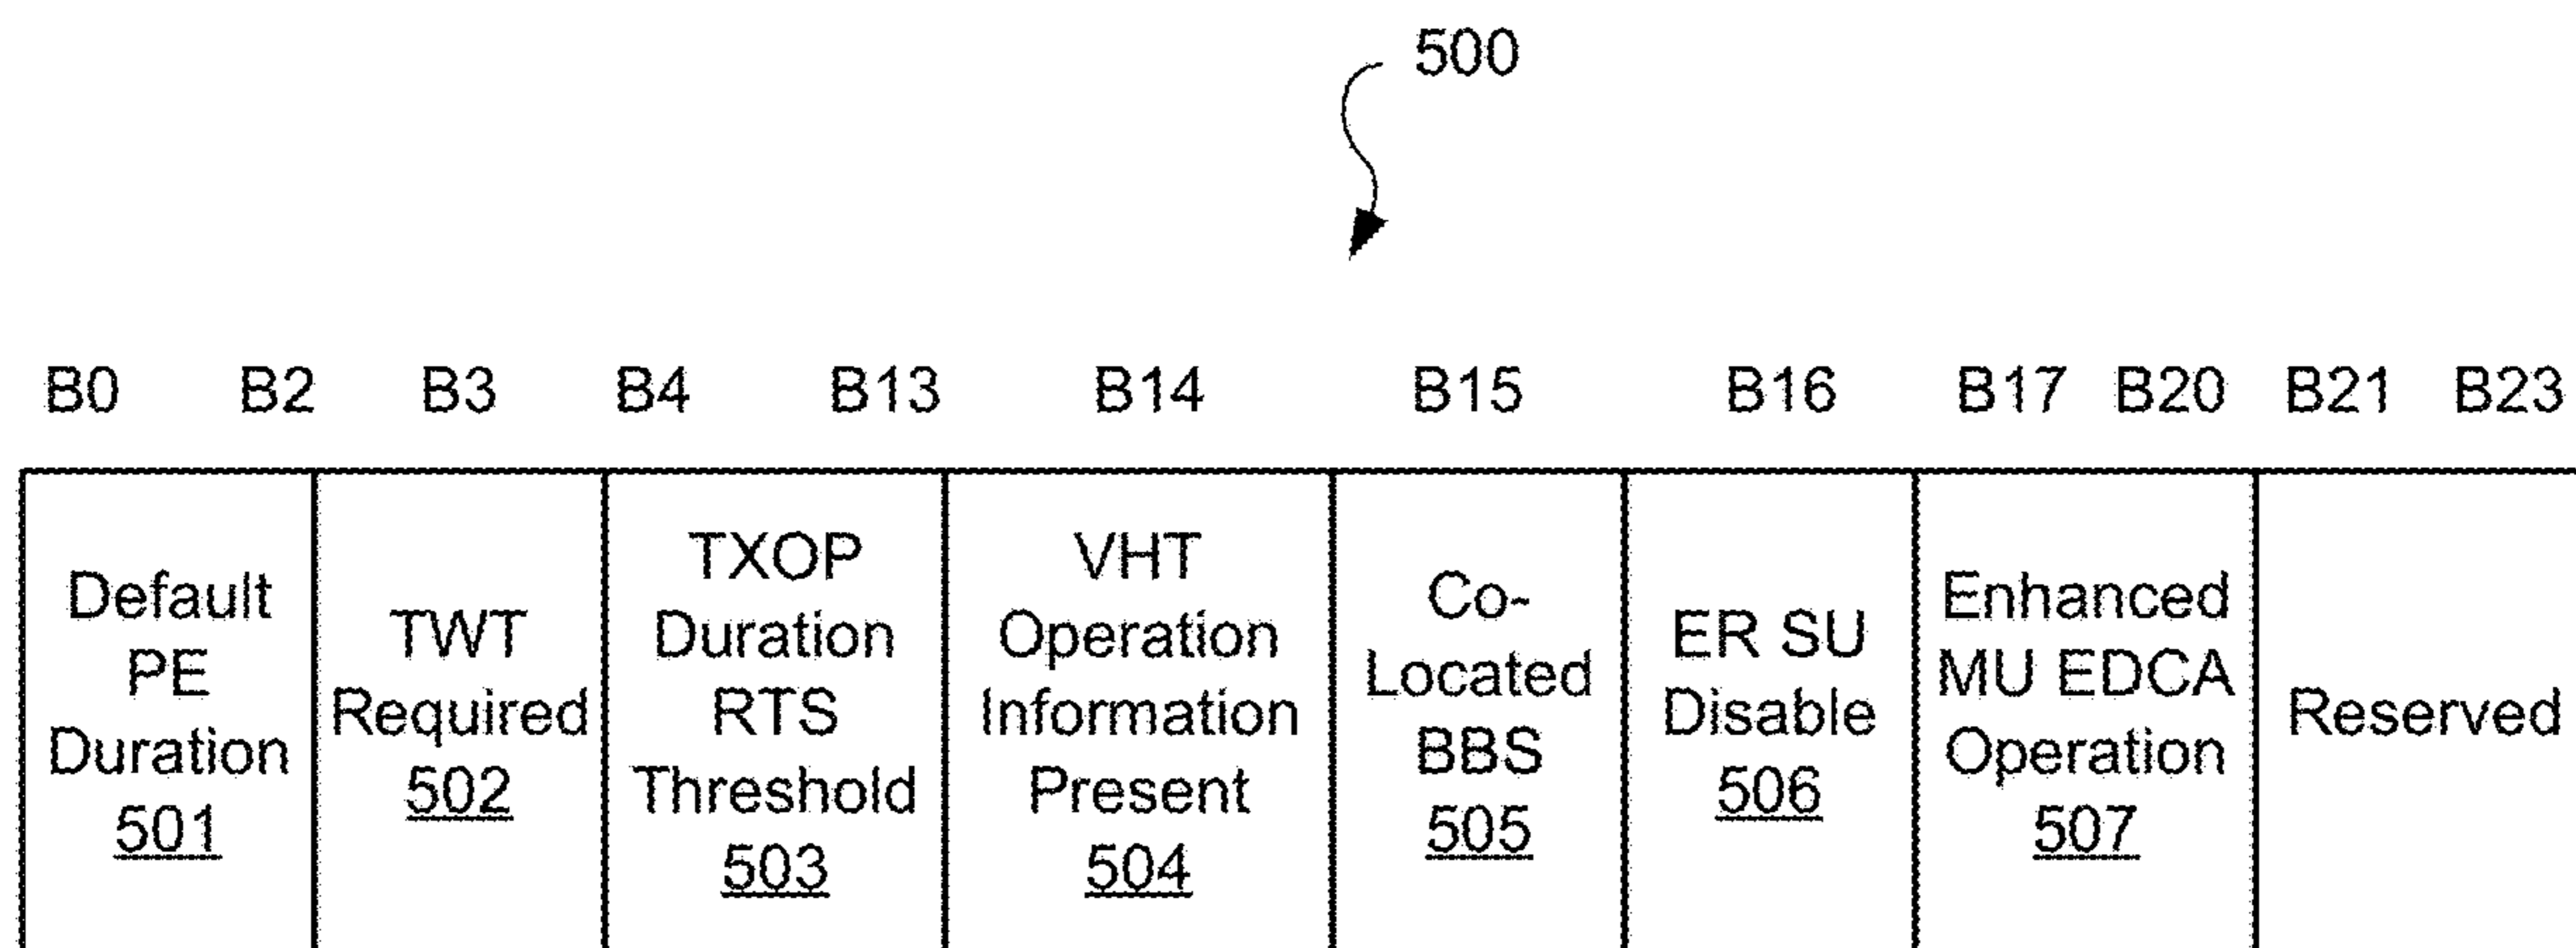 500
B0 B2 B3 B4 B13 B14 B15 B16 B17 B20 B21 B23
Default
PE
Duration
501
TWT
Required
502
TXOP
Duration
RTS
Threshold
503
VHT
Operation
Information
Present
504
Co-
Located
BBS
505
ER SU
Disable
506
Enhanced
MU EDCA
Operation
507
Reserved